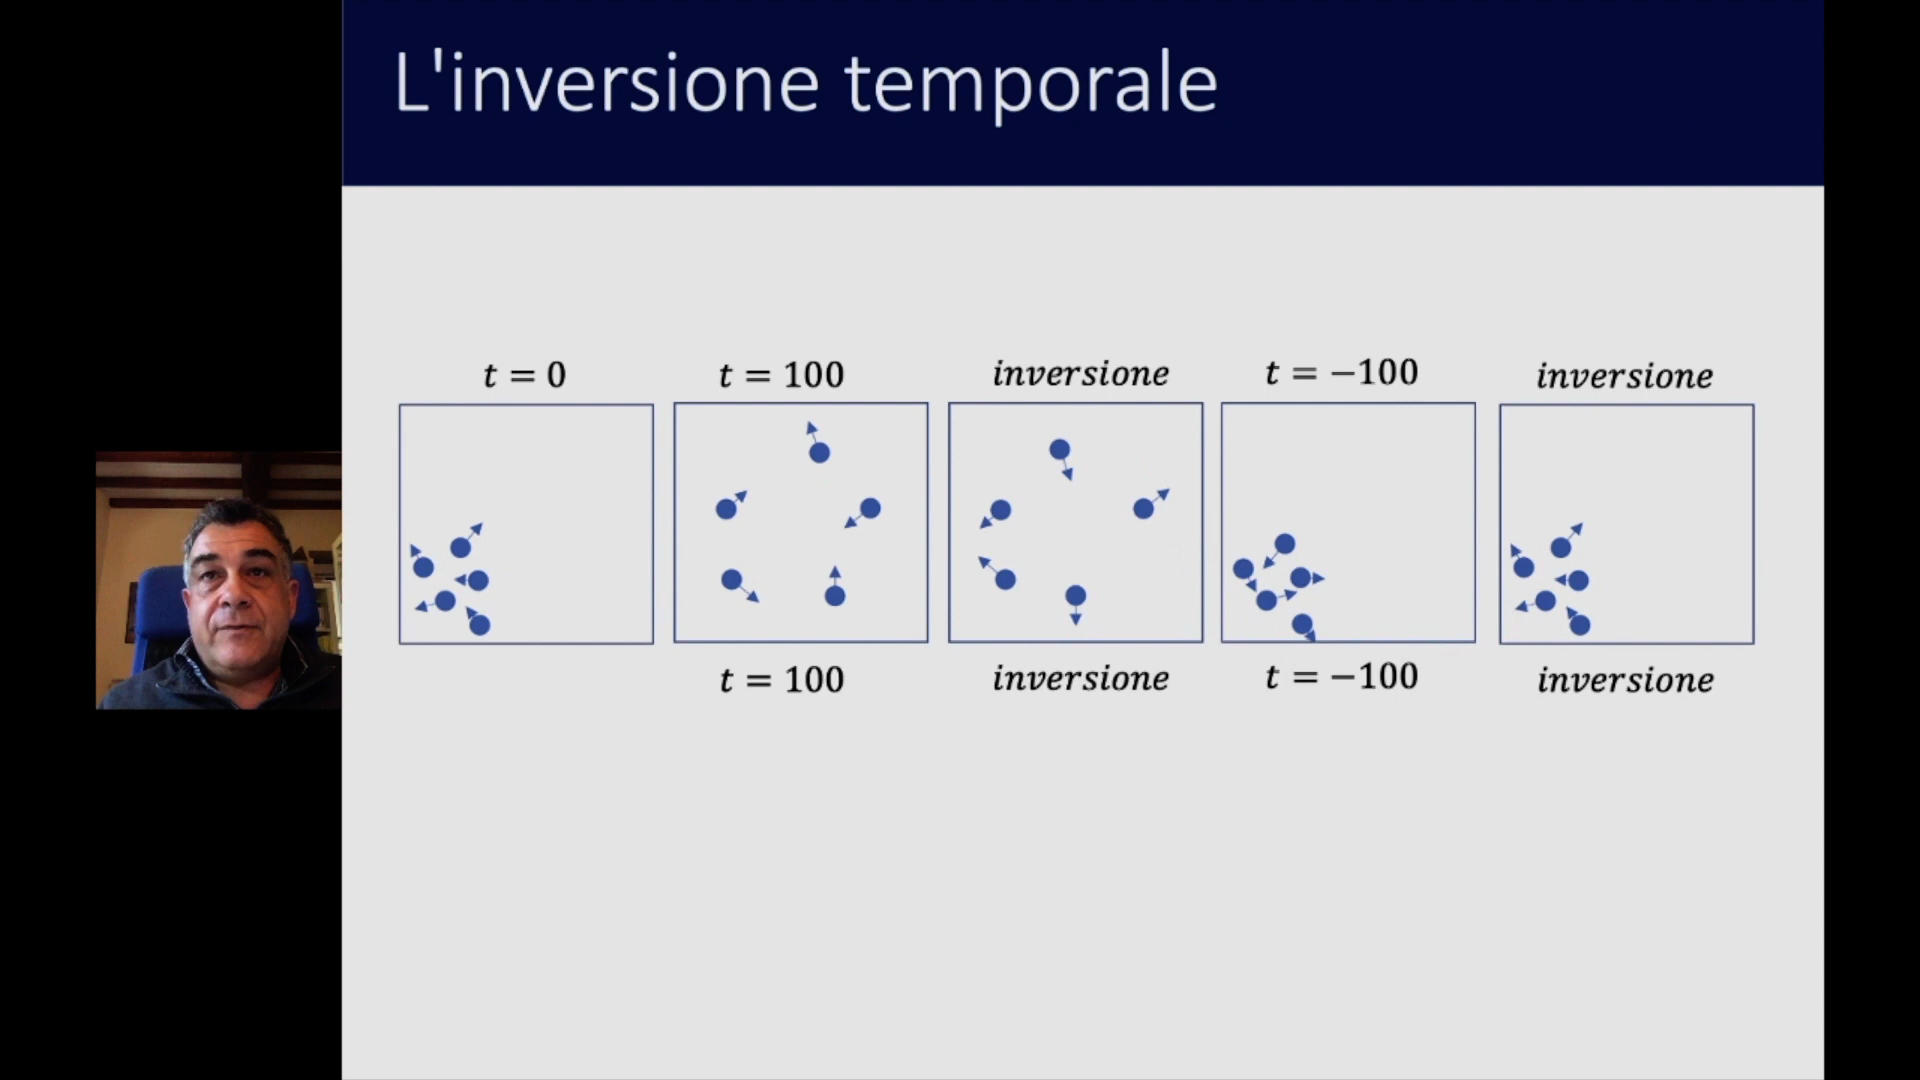 L'inversione temporale
t = 0
t = 100
inversione
t = −100
inversione
t = 100
inversione
t = −100
inversione